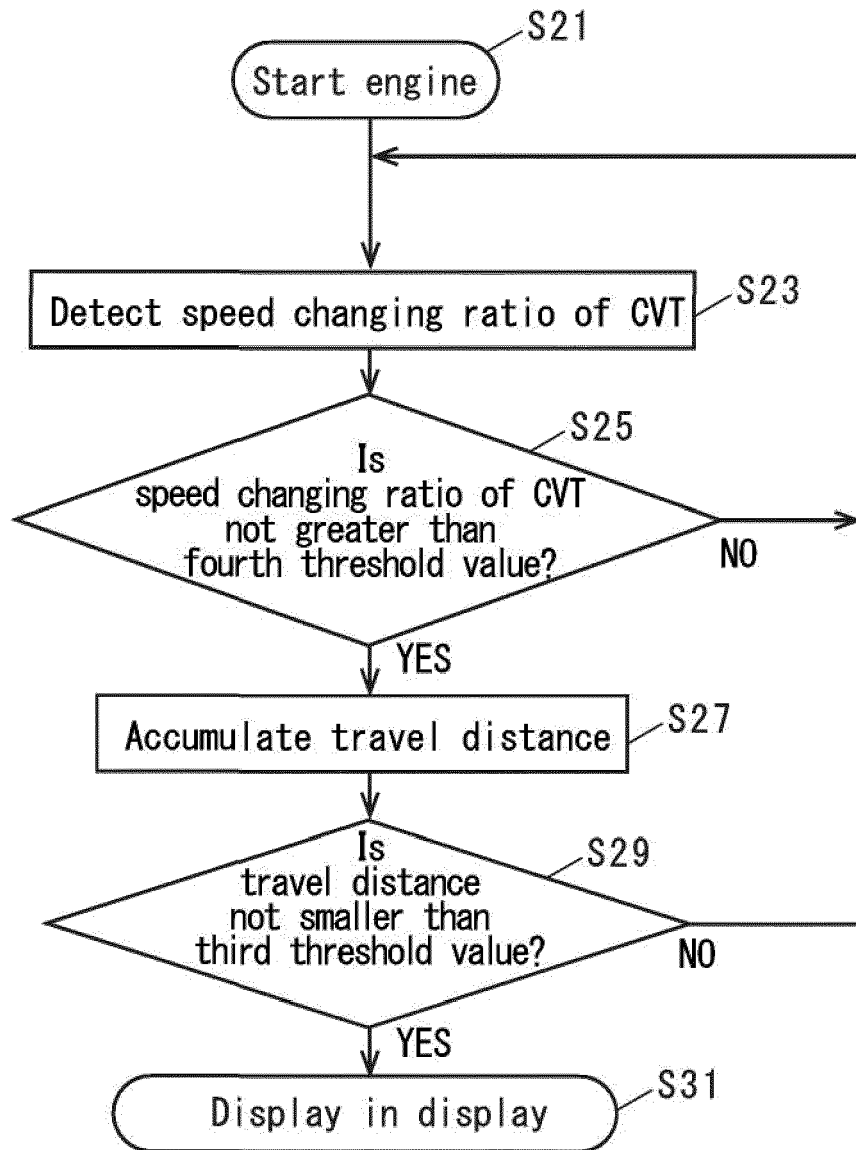 S21
Start engine
S23
Detect speed changing ratio of CVT
S25
Is
speed changing ratio of CVT
not greater than
fourth threshold value?
NO
YES
S27
Accumulate travel distance
S29
Is
travel distance
not smaller than
third threshold value?
NO
YES
S31
Display in display